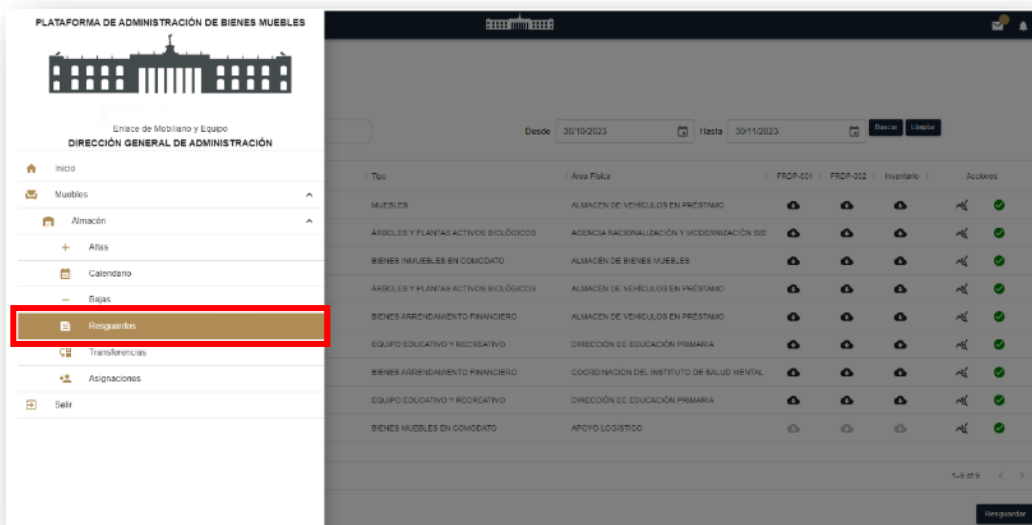 PLATAFORMA DE ADMINISTRACIÓN DE BIENES MUEBLES
Enlace de Mobiliario y Equipo
DIRECCIÓN GENERAL DE ADMINISTRACIÓN
Inicio
Muebles
Almacén
Altas
Calendario
Bajas
Resguardos
Transferencias
Asignaciones
Salir
Desde 30/10/2023 Hasta 30/11/2023 Buscar Limpiar
Tipo Área Física FRDP-001 FRDP-002 Inventario Acciones
MUEBLES ALMACEN DE VEHÍCULOS EN PRÉSTAMO
ÁRBOLES Y PLANTAS ACTIVOS BIOLÓGICOS AGENCIA RACIONALIZACIÓN Y MODERNIZACIÓN SIS
BIENES INMUEBLES EN COMODATO ALMACEN DE BIENES MUEBLES
ÁRBOLES Y PLANTAS ACTIVOS BIOLÓGICOS ALMACEN DE VEHÍCULOS EN PRÉSTAMO
BIENES ARRENDAMIENTO FINANCIERO ALMACEN DE VEHÍCULOS EN PRÉSTAMO
EQUIPO EDUCATIVO Y RECREATIVO DIRECCIÓN DE EDUCACIÓN PRIMARIA
BIENES ARRENDAMIENTO FINANCIERO COORDINACIÓN DEL INSTITUTO DE SALUD MENTAL
EQUIPO EDUCATIVO Y RECREATIVO DIRECCIÓN DE EDUCACIÓN PRIMARIA
BIENES MUEBLES EN COMODATO APOYO LOGÍSTICO
1–9 of 9
Resguardar